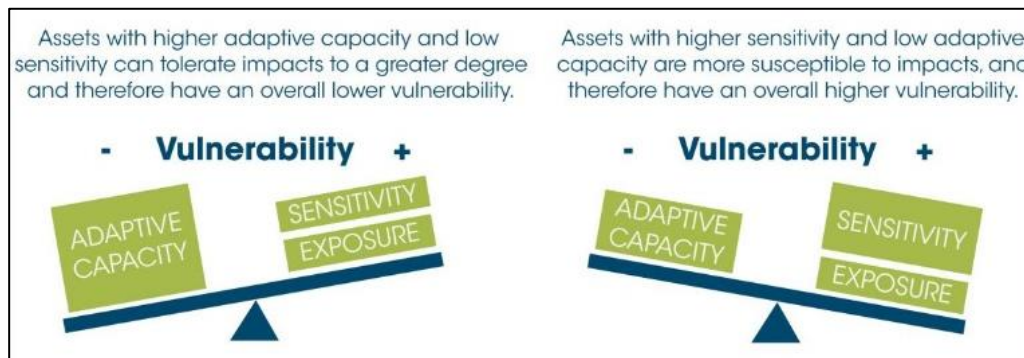 Assets with higher adaptive capacity and low
sensitivity can tolerate impacts to a greater degree
and therefore have an overall lower vulnerability.
- Vulnerability +
ADAPTIVE
CAPACITY
SENSITIVITY
EXPOSURE
Assets with higher sensitivity and low adaptive
capacity are more susceptible to impacts, and
therefore have an overall higher vulnerability.
- Vulnerability +
ADAPTIVE
CAPACITY
SENSITIVITY
EXPOSURE